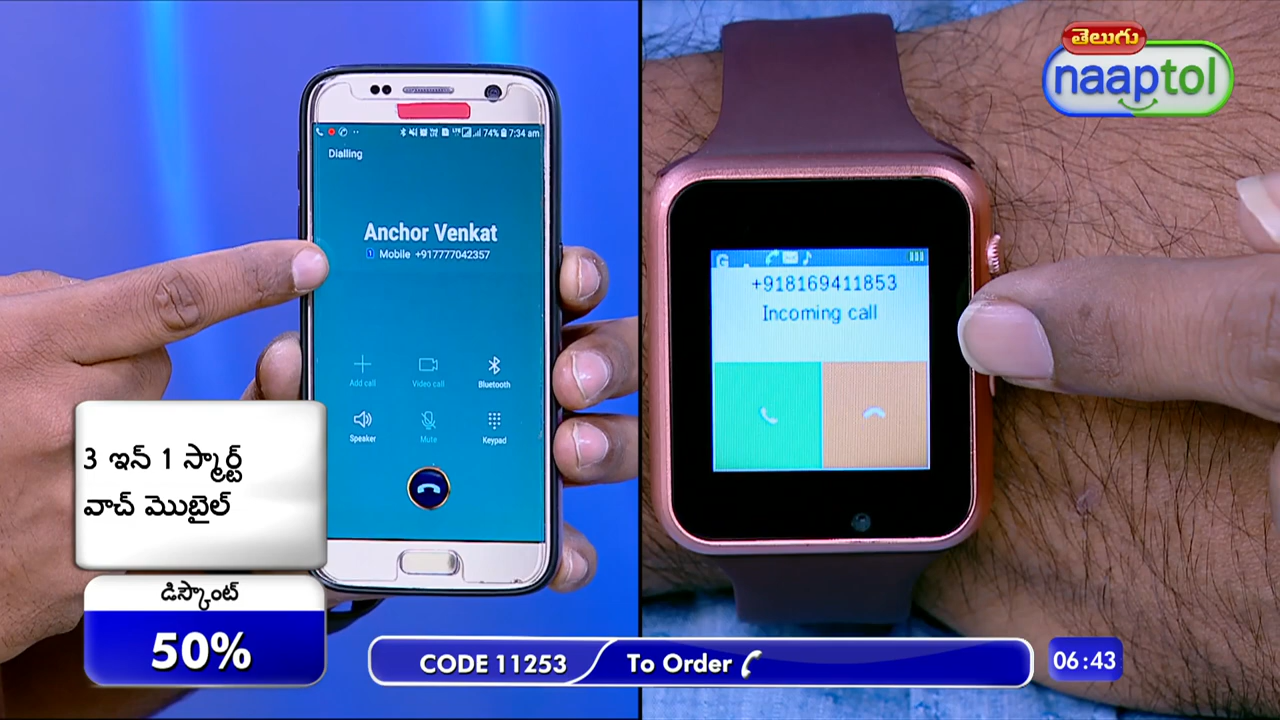 తెలుగు
naaptol
74% 7:34 am
Dialling
Anchor Venkat
Mobile +917777042357
Add call
Video call
Bluetooth
Speaker
Mute
Keypad
+918169411853
Incoming call
3 ఇన్ 1 స్మార్ట్
వాచ్ మొబైల్
డిస్కౌంట్
50%
CODE 11253
To Order
06:43